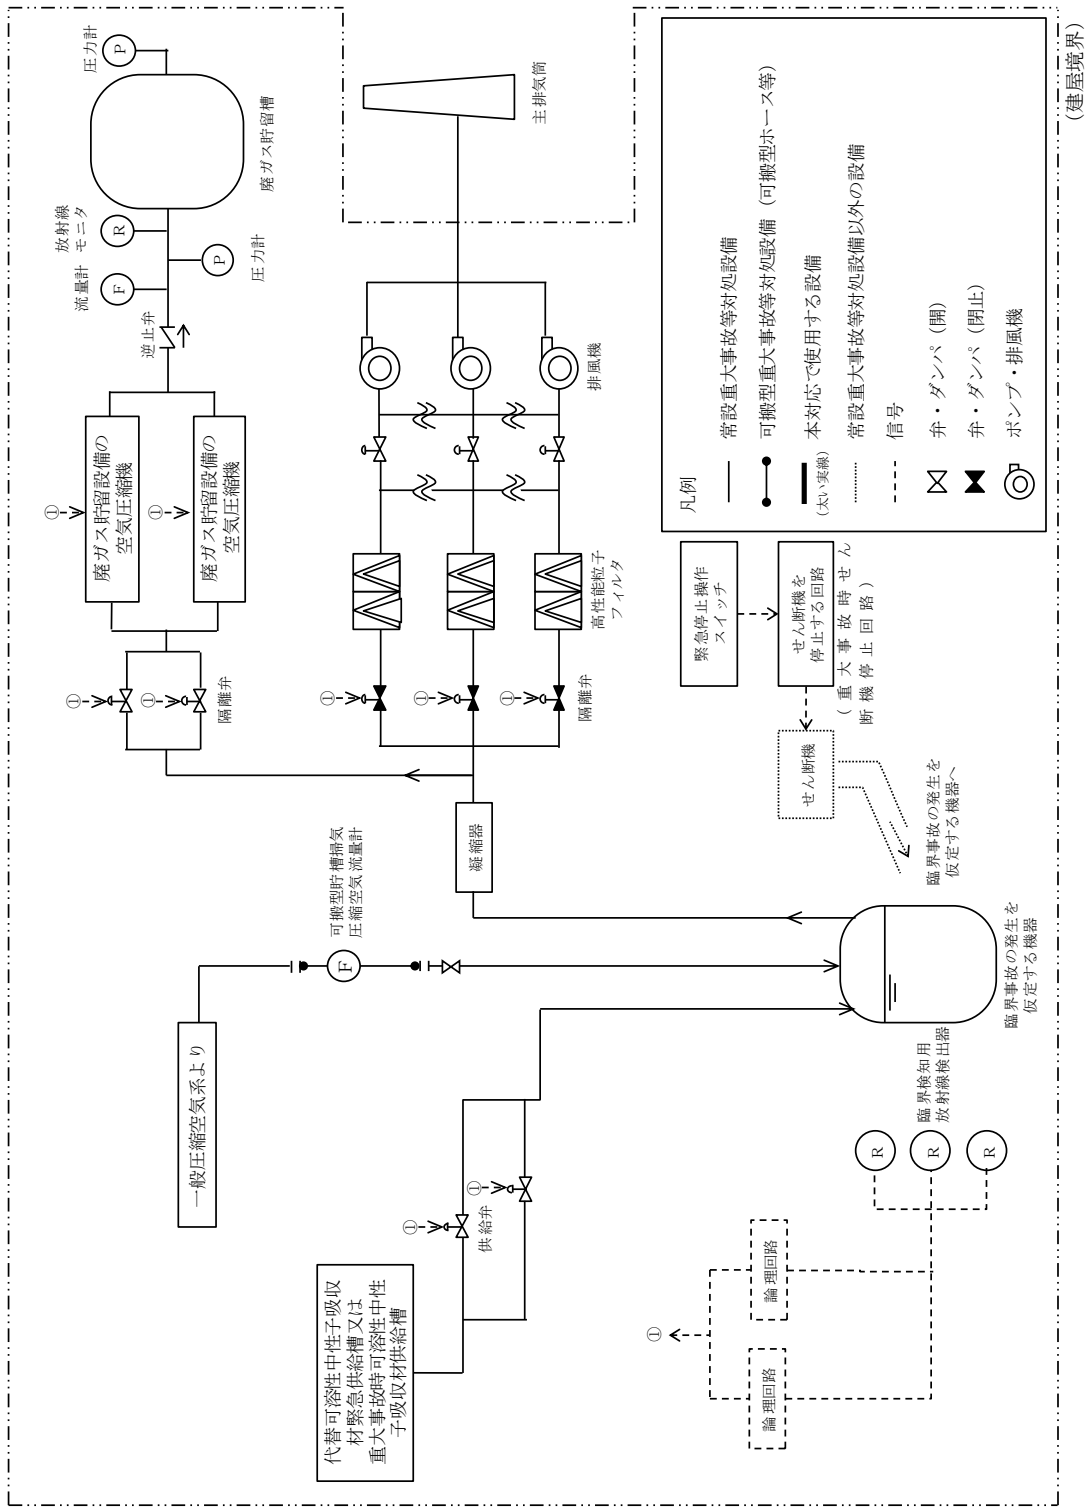 代替可溶性中性子吸収
材緊急供給槽又は
重大事故時可溶性中性
子吸収材供給槽
①
①
供給弁
論理回路
論理回路
①
R
R
R
臨界検知用
放射線検出器
一般圧縮空気系より
F
可搬型貯槽掃気
圧縮空気流量計
臨界事故の発生を
仮定する機器
凝縮器
①
①
隔離弁
①
①
①
隔離弁
高性能粒子
フィルタ
排風機
主排気筒
①
廃ガス貯留設備の
空気圧縮機
①
廃ガス貯留設備の
空気圧縮機
逆止弁
F
流量計
R
放射線
モニタ
P
圧力計
廃ガス貯留槽
P
圧力計
緊急停止操作
スイッチ
せん断機を
停止する回路
(重大事故時せん
断機停止回路)
せん断機
臨界事故の発生を
仮定する機器へ
凡例
常設重大事故等対処設備
可搬型重大事故等対処設備(可搬型ホース等)
(太い実線)
本対応で使用する設備
常設重大事故等対処設備以外の設備
信号
弁・ダンパ(開)
弁・ダンパ(閉止)
ポンプ・排風機
(建屋境界)